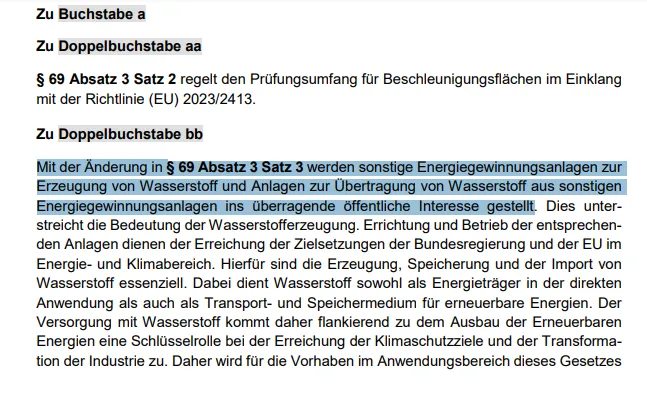 Zu Buchstabe a
Zu Doppelbuchstabe aa
§ 69 Absatz 3 Satz 2 regelt den Prüfungsumfang für Beschleunigungsflächen im Einklang
mit der Richtlinie (EU) 2023/2413.
Zu Doppelbuchstabe bb
Mit der Änderung in § 69 Absatz 3 Satz 3 werden sonstige Energiegewinnungsanlagen zur
Erzeugung von Wasserstoff und Anlagen zur Übertragung von Wasserstoff aus sonstigen
Energiegewinnungsanlagen ins überragende öffentliche Interesse gestellt. Dies unter-
streicht die Bedeutung der Wasserstofferzeugung. Errichtung und Betrieb der entsprechen-
den Anlagen dienen der Erreichung der Zielsetzungen der Bundesregierung und der EU im
Energie- und Klimabereich. Hierfür sind die Erzeugung, Speicherung und der Import von
Wasserstoff essenziell. Dabei dient Wasserstoff sowohl als Energieträger in der direkten
Anwendung als auch als Transport- und Speichermedium für erneuerbare Energien. Der
Versorgung mit Wasserstoff kommt daher flankierend zu dem Ausbau der Erneuerbaren
Energien eine Schlüsselrolle bei der Erreichung der Klimaschutzziele und der Transforma-
tion der Industrie zu. Daher wird für die Vorhaben im Anwendungsbereich dieses Gesetzes